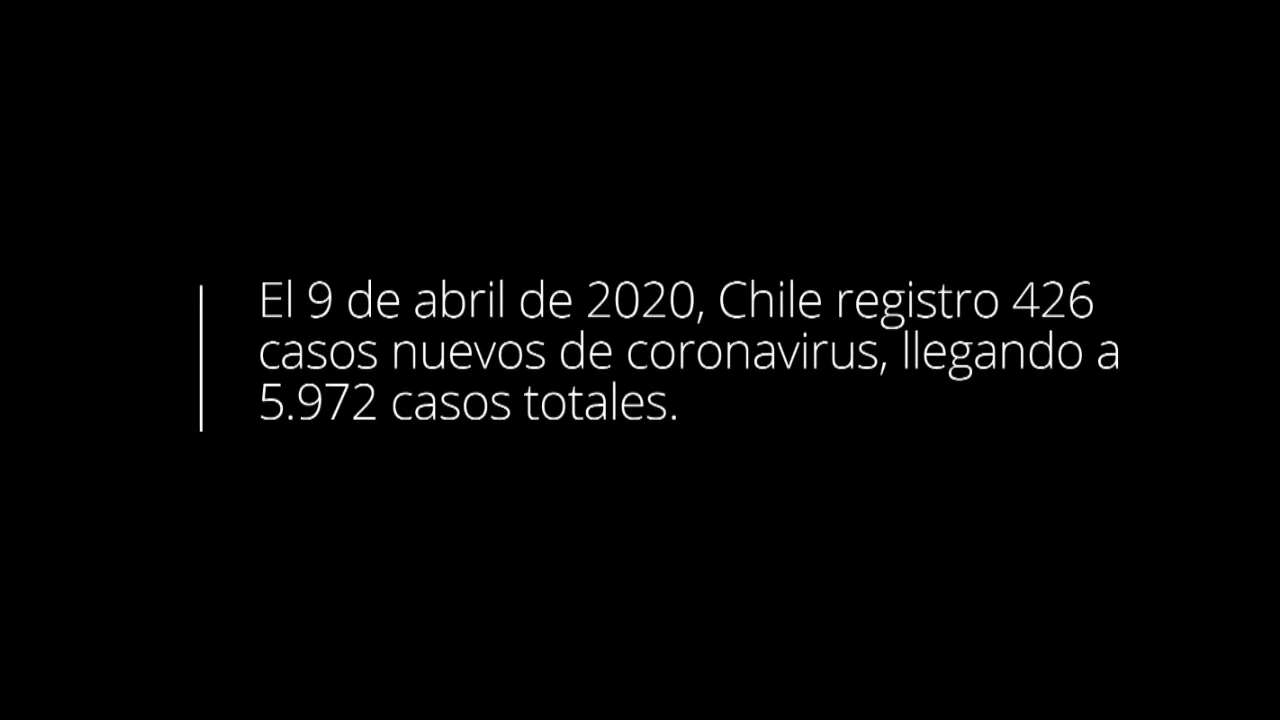 El 9 de abril de 2020, Chile registro 426
casos nuevos de coronavirus, llegando a
5.972 casos totales.